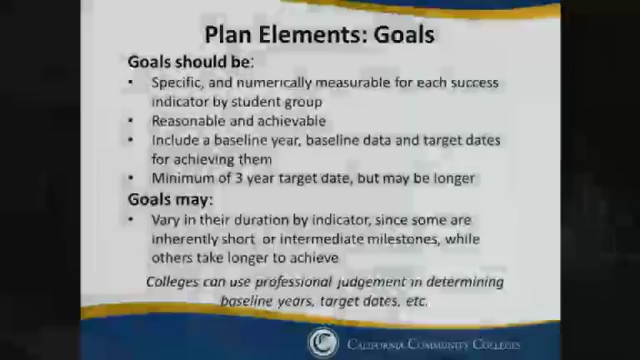 Plan Elements: Goals
Goals should be:
• Specific, and numerically measurable for each success
indicator by student group
• Reasonable and achievable
• Include a baseline year, baseline data and target dates
for achieving them
• Minimum of 3 year target date, but may be longer
Goals may:
• Vary in their duration by indicator, since some are
inherently short or intermediate milestones, while
others take longer to achieve
Colleges can use professional judgement in determining
baseline years, target dates, etc.
C CALIFORNIA COMMUNITY COLLEGES